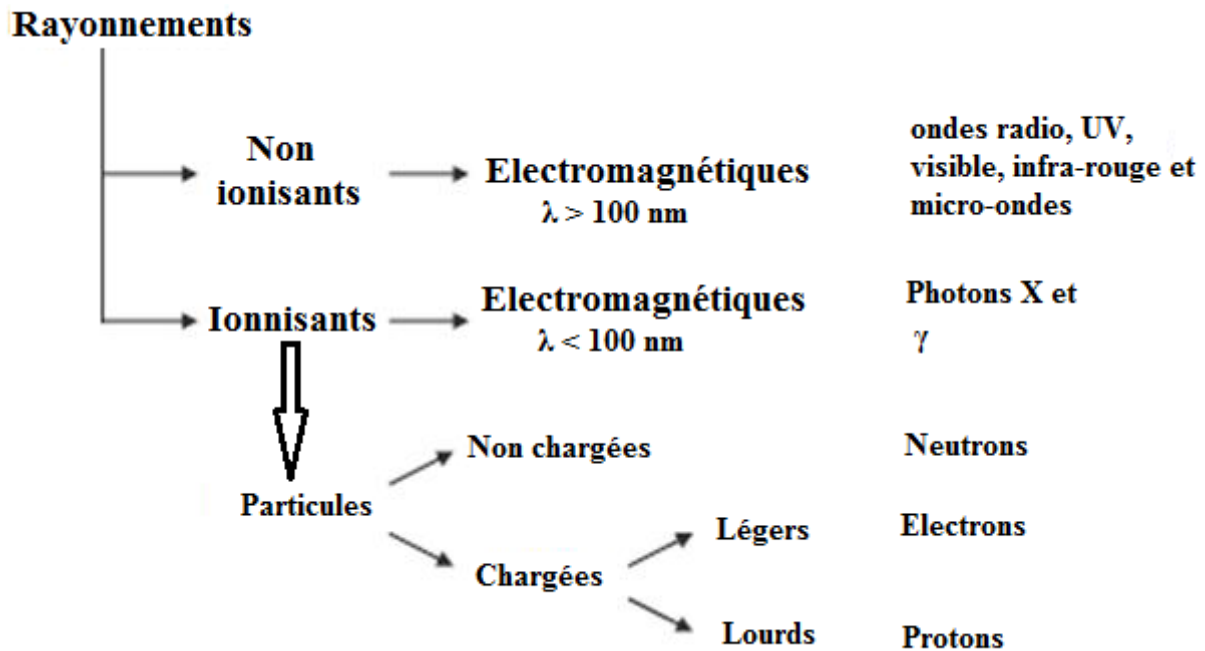 Rayonnements
Non
ionisants
Electromagnétiques
λ > 100 nm
ondes radio, UV,
visible, infra-rouge et
micro-ondes
Ionnisants
Electromagnétiques
λ < 100 nm
Photons X et
γ
Particules
Non chargées
Neutrons
Chargées
Légers
Electrons
Lourds
Protons